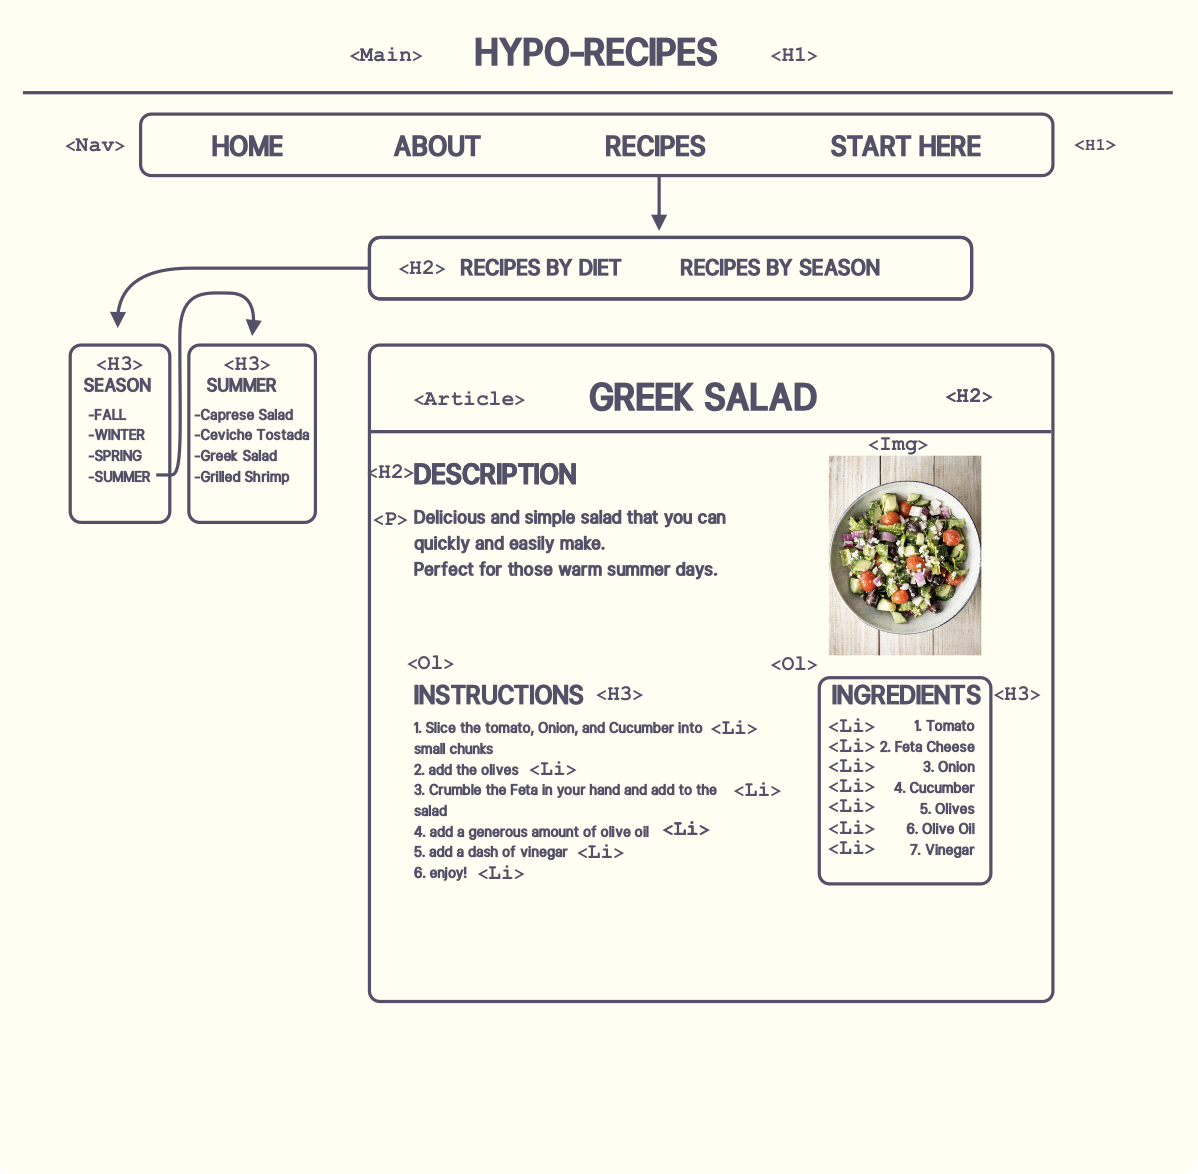 <Main> HYPO-RECIPES <H1>
<Nav> HOME ABOUT RECIPES START HERE <H1>
<H2> RECIPES BY DIET RECIPES BY SEASON
<H3>
SEASON
-FALL
-WINTER
-SPRING
-SUMMER
<H3>
SUMMER
-Caprese Salad
-Ceviche Tostada
-Greek Salad
-Grilled Shrimp
<Article> GREEK SALAD <H2>
<H2> DESCRIPTION
<P> Delicious and simple salad that you can
quickly and easily make.
Perfect for those warm summer days.
<Img>
<Ol>
INSTRUCTIONS <H3>
1. Slice the tomato, Onion, and Cucumber into <Li>
small chunks
2. add the olives <Li>
3. Crumble the Feta in your hand and add to the <Li>
salad
4. add a generous amount of olive oil <Li>
5. add a dash of vinegar <Li>
6. enjoy! <Li>
<Ol>
INGREDIENTS <H3>
<Li> 1. Tomato
<Li> 2. Feta Cheese
<Li> 3. Onion
<Li> 4. Cucumber
<Li> 5. Olives
<Li> 6. Olive Oil
<Li> 7. Vinegar